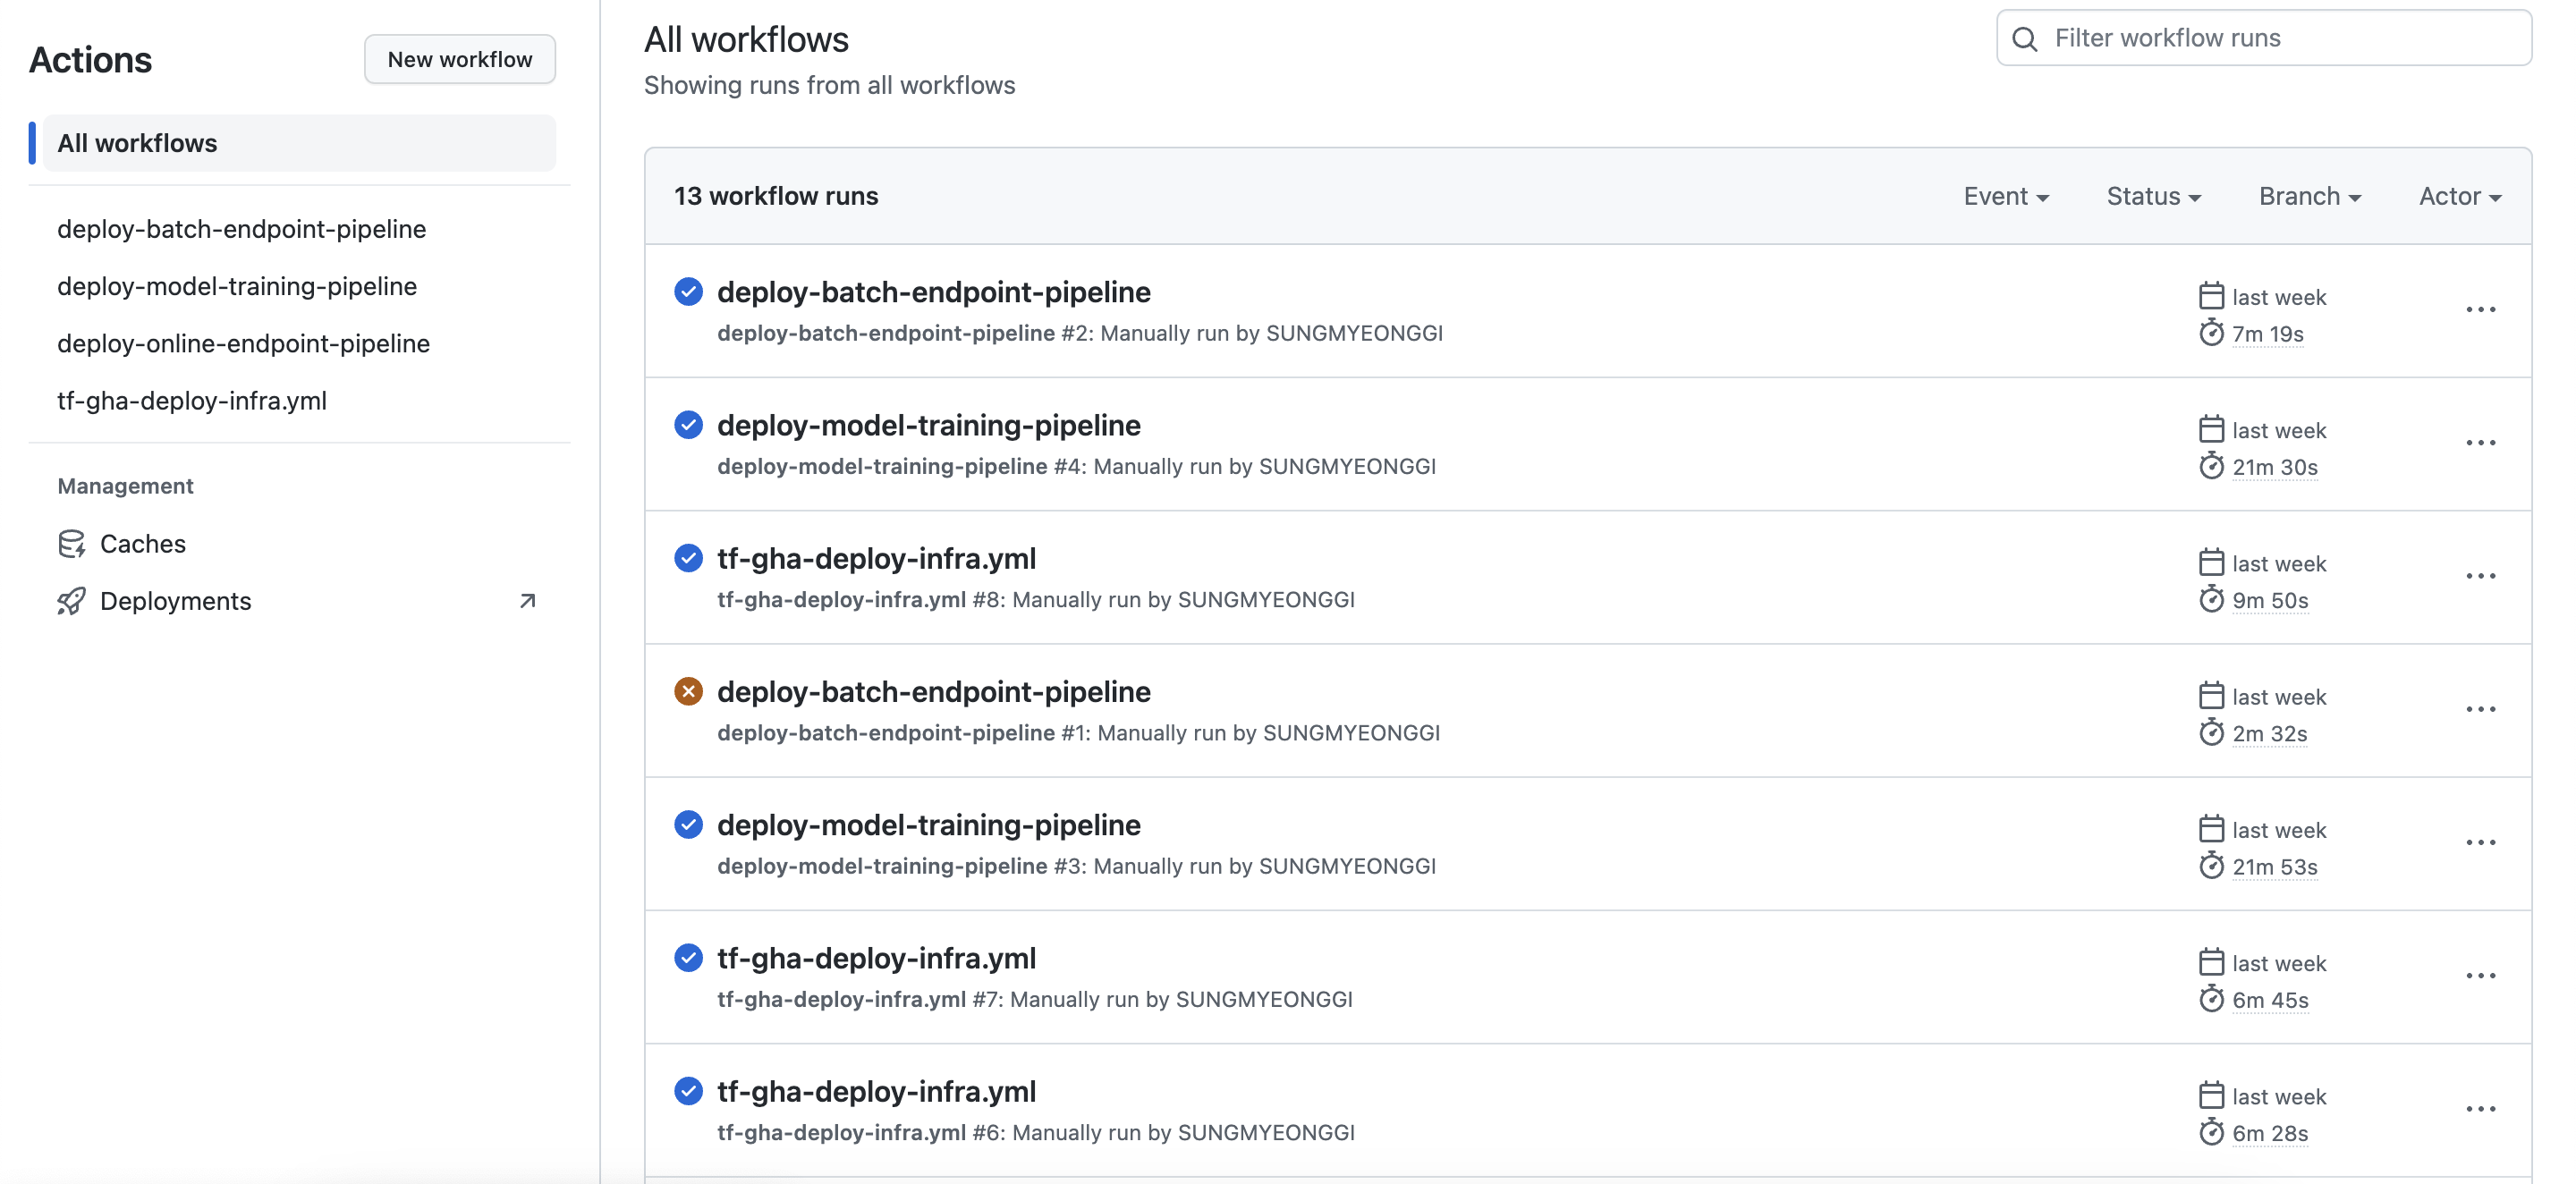 Actions
New workflow
All workflows
deploy-batch-endpoint-pipeline
deploy-model-training-pipeline
deploy-online-endpoint-pipeline
tf-gha-deploy-infra.yml
Management
Caches
Deployments
All workflows
Showing runs from all workflows
Filter workflow runs
13 workflow runs
Event
Status
Branch
Actor
deploy-batch-endpoint-pipeline
deploy-batch-endpoint-pipeline #2: Manually run by SUNGMYEONGGI
last week
7m 19s
deploy-model-training-pipeline
deploy-model-training-pipeline #4: Manually run by SUNGMYEONGGI
last week
21m 30s
tf-gha-deploy-infra.yml
tf-gha-deploy-infra.yml #8: Manually run by SUNGMYEONGGI
last week
9m 50s
deploy-batch-endpoint-pipeline
deploy-batch-endpoint-pipeline #1: Manually run by SUNGMYEONGGI
last week
2m 32s
deploy-model-training-pipeline
deploy-model-training-pipeline #3: Manually run by SUNGMYEONGGI
last week
21m 53s
tf-gha-deploy-infra.yml
tf-gha-deploy-infra.yml #7: Manually run by SUNGMYEONGGI
last week
6m 45s
tf-gha-deploy-infra.yml
tf-gha-deploy-infra.yml #6: Manually run by SUNGMYEONGGI
last week
6m 28s